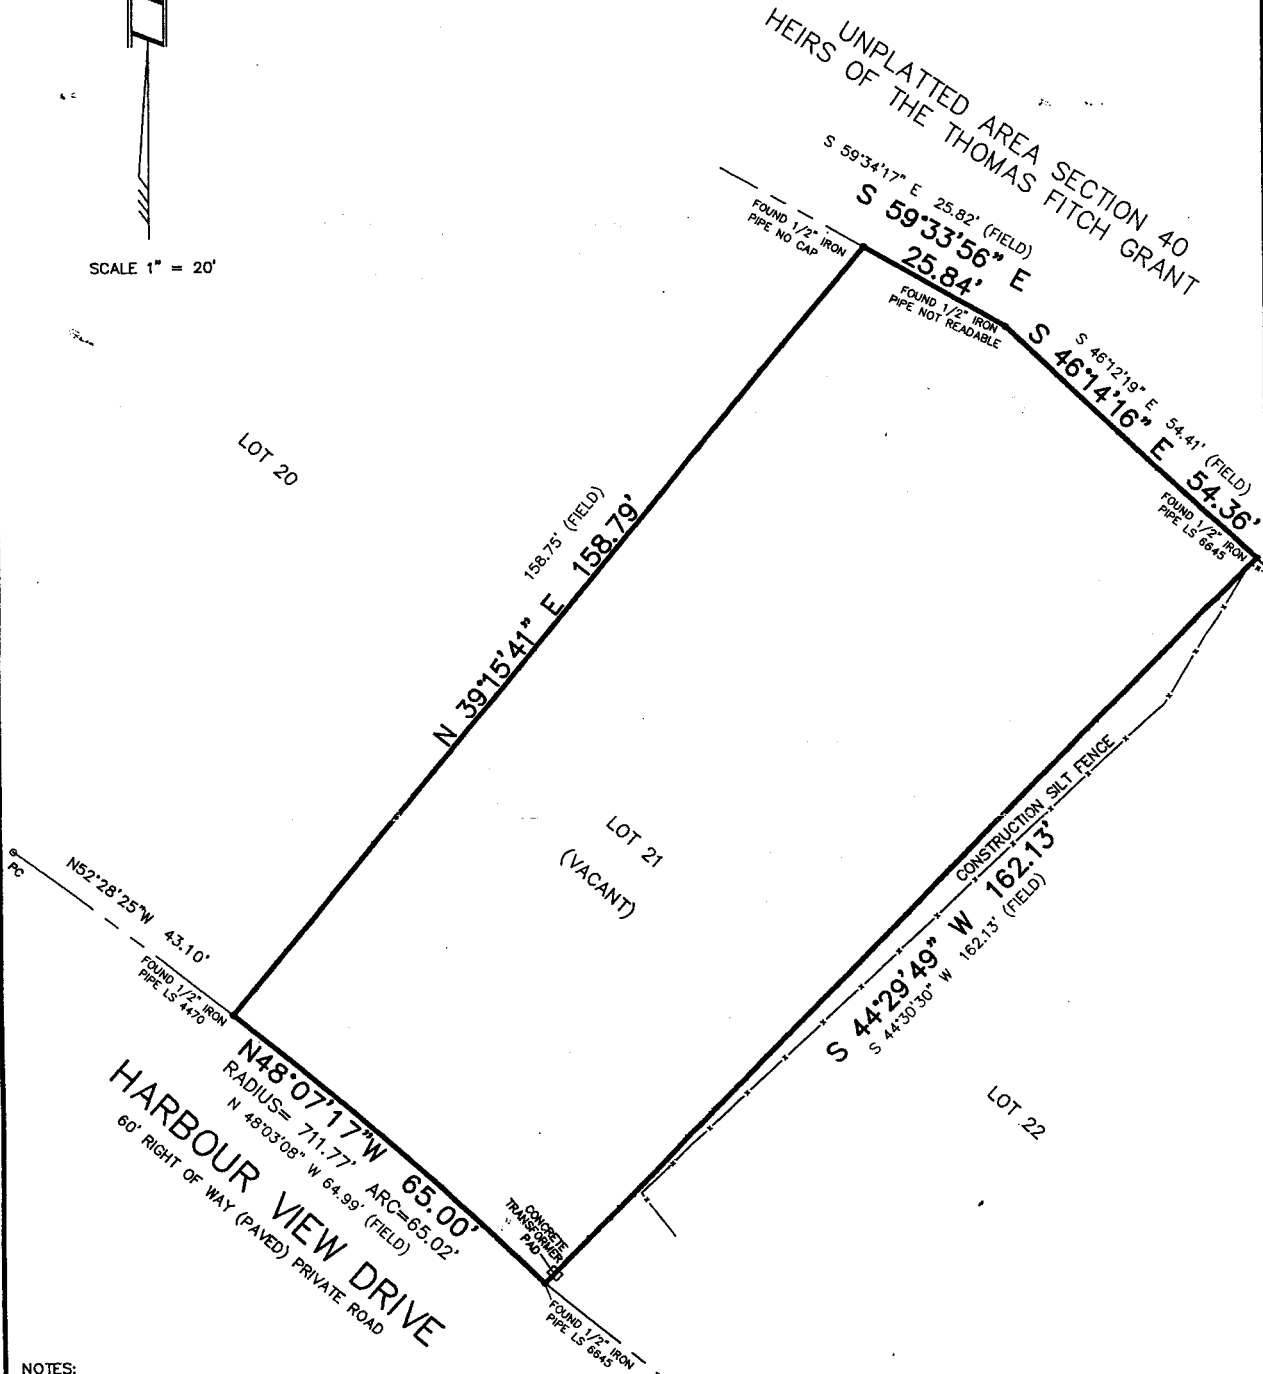 UNPLATTED AREA SECTION 40
HEIRS OF THE THOMAS FITCH GRANT
SCALE 1" = 20'
S 59°34'17" E 25.82' (FIELD)
S 59°33'56" E
25.84'
FOUND 1/2" IRON
PIPE NO CAP
FOUND 1/2" IRON
PIPE NOT READABLE
S 46°12'19" E 54.41' (FIELD)
S 46°14'16" E 54.36'
FOUND 1/2" IRON
PIPE LS 6645
LOT 20
158.75' (FIELD)
N 39°15'41" E 158.79'
LOT 21
(VACANT)
CONSTRUCTION SILT FENCE
S 44°29'49" W 162.13'
S 44°30'30" W 162.13' (FIELD)
PC
N52°28'25"W 43.10'
FOUND 1/2" IRON
PIPE LS 4470
N48°07'17"W 65.00'
RADIUS= 711.77' ARC=65.02'
N 48°03'08" W 64.99' (FIELD)
HARBOUR VIEW DRIVE
60' RIGHT OF WAY (PAVED) PRIVATE ROAD
CONCRETE
TRANSFORMER
PAD
LOT 22
FOUND 1/2" IRON
PIPE LS 6645
NOTES: